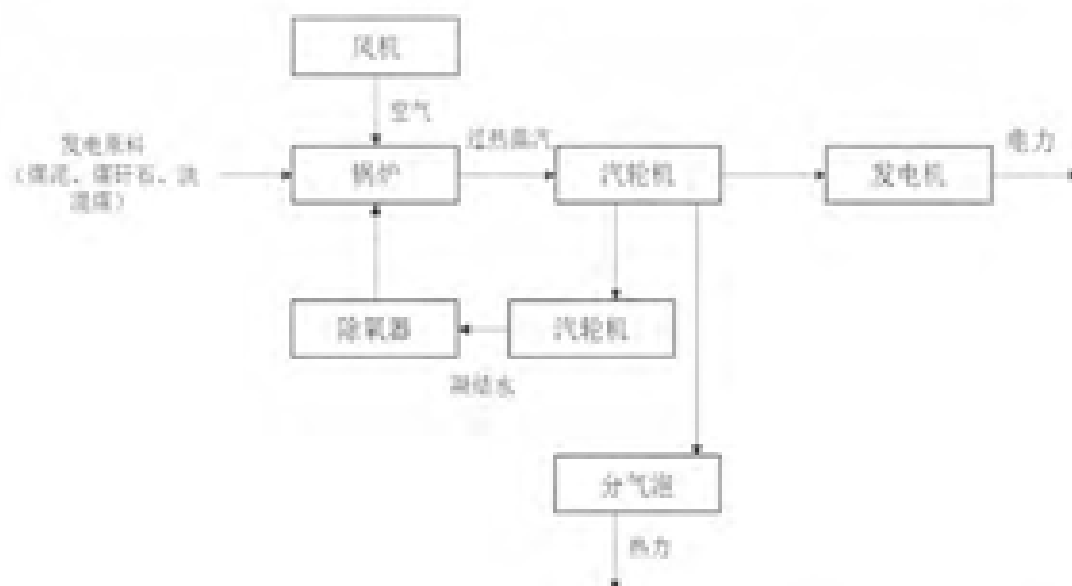 风机
空气
发电原料
（煤泥、煤矸石、洗
混煤）
锅炉
过热蒸汽
汽轮机
发电机
电力
除氧器
汽轮机
凝结水
分气泡
热力